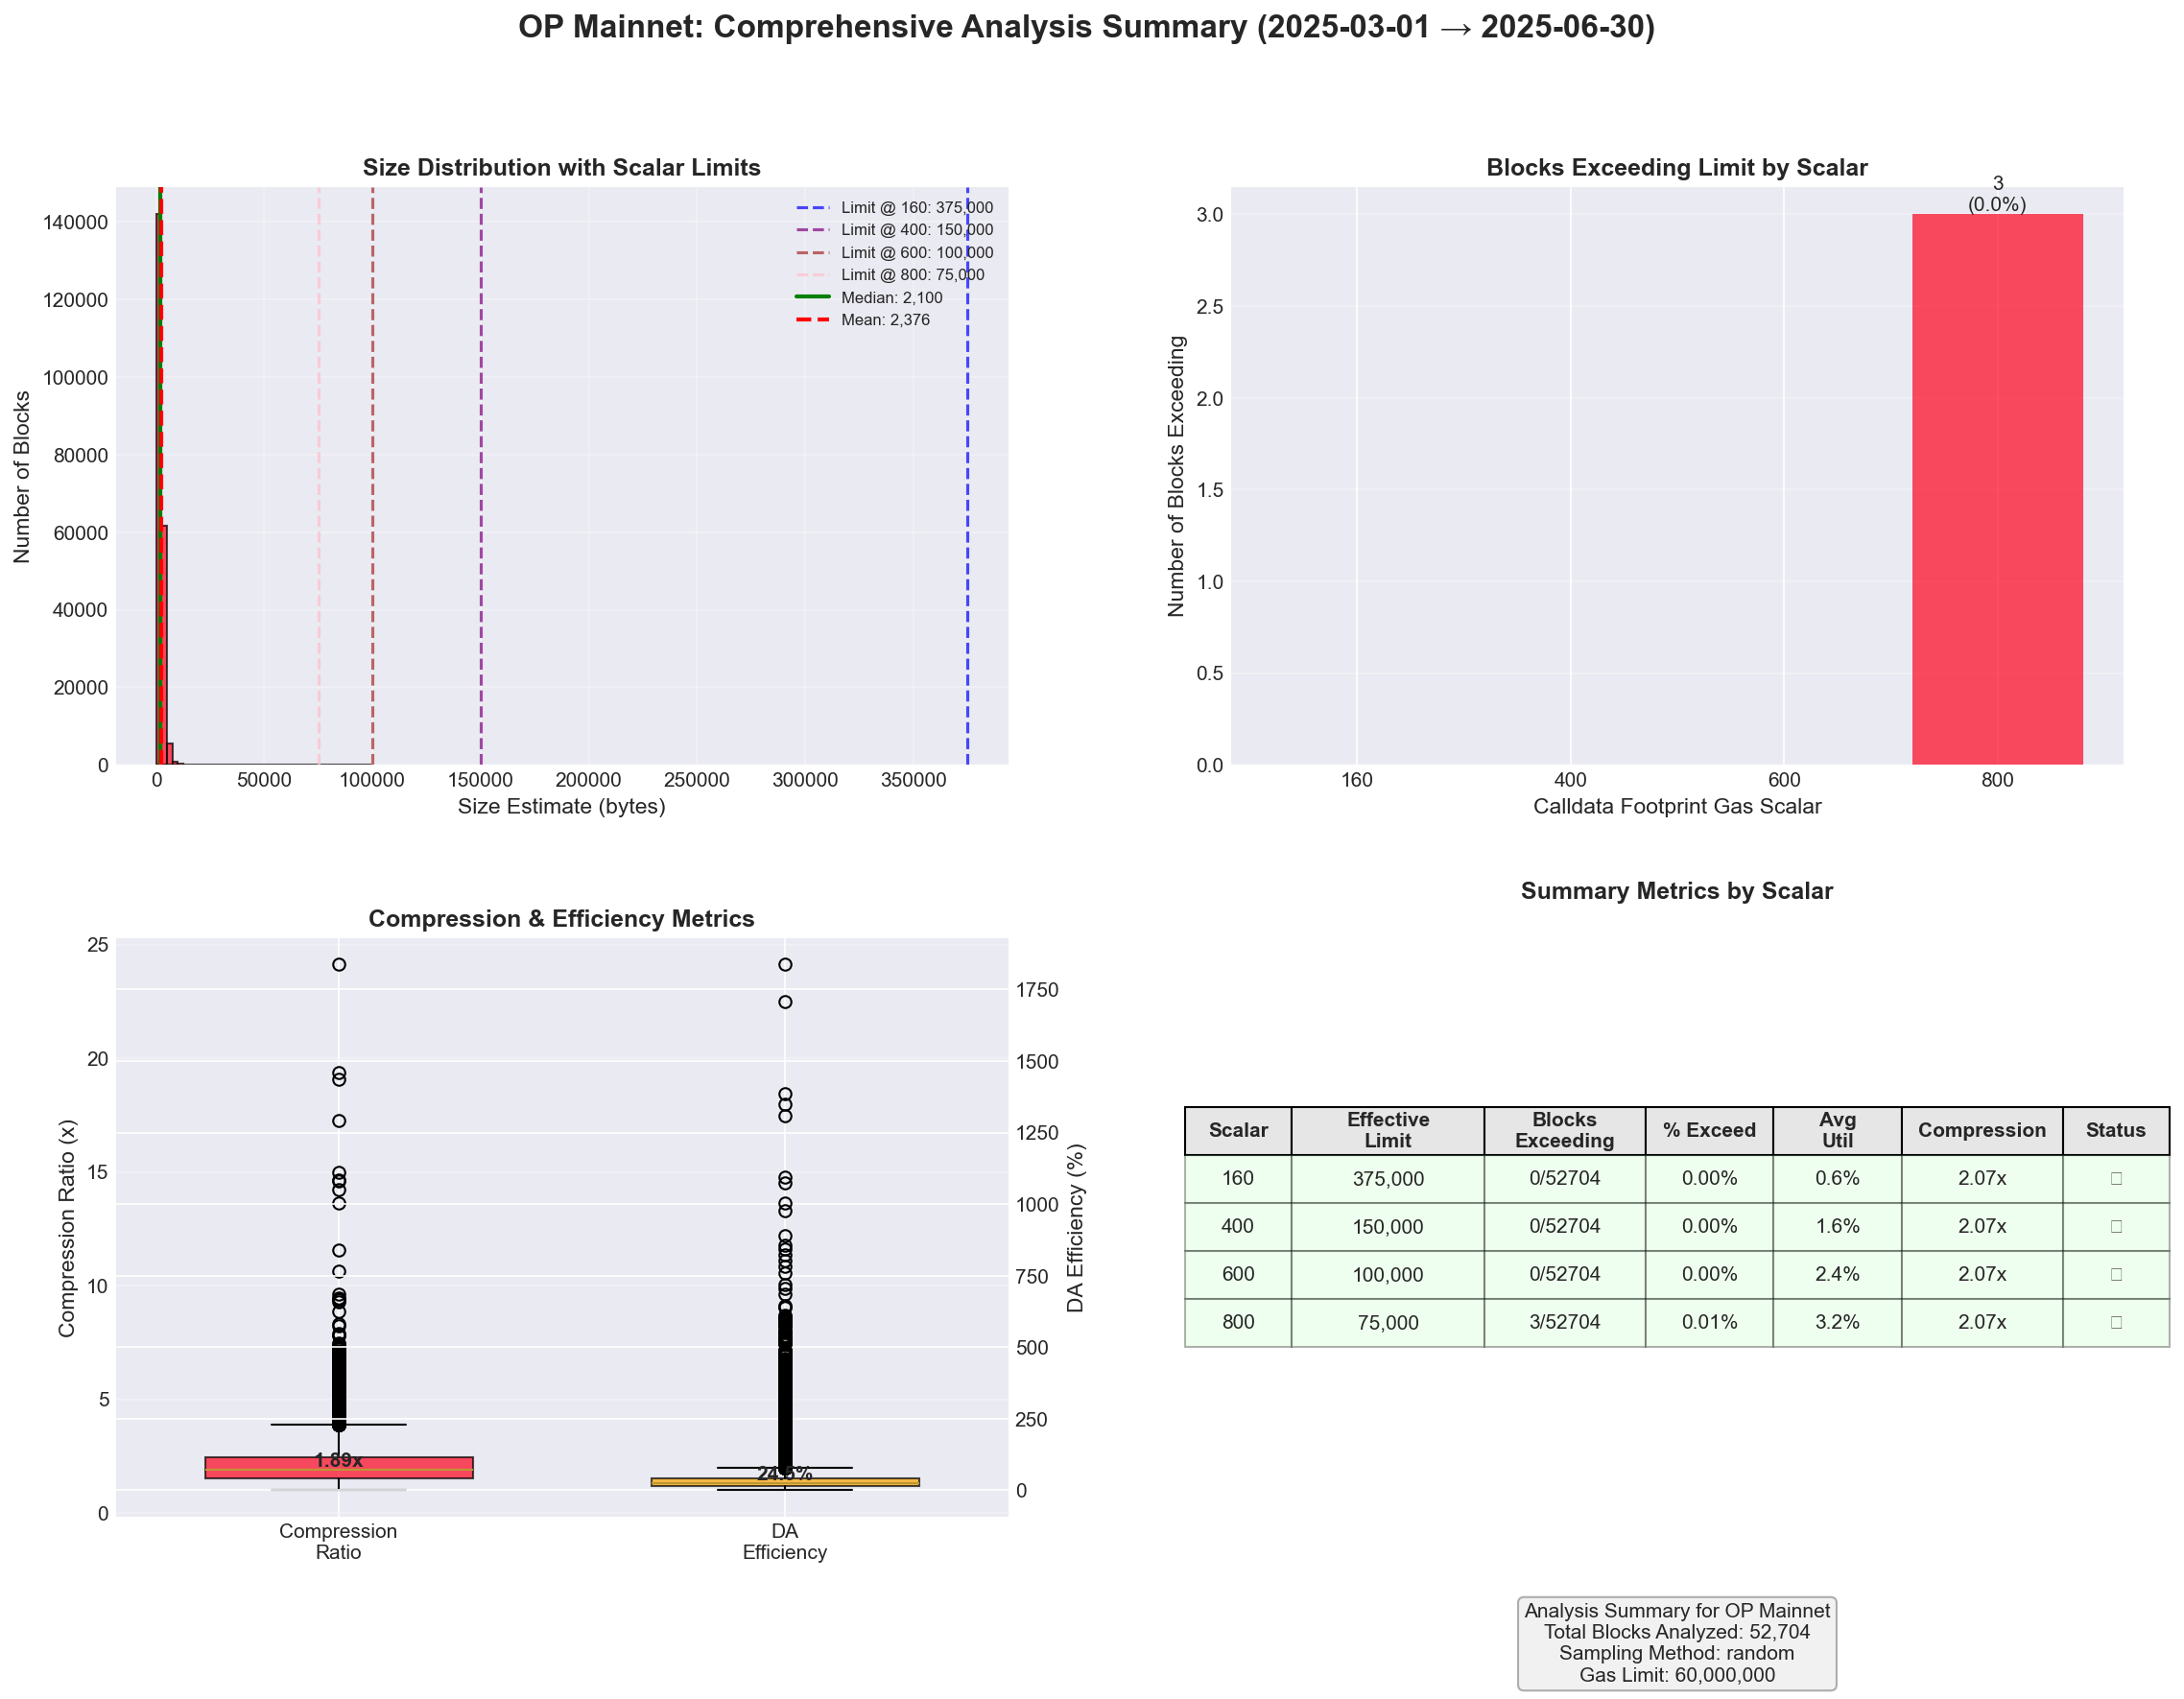 OP Mainnet: Comprehensive Analysis Summary (2025-03-01 → 2025-06-30)
Size Distribution with Scalar Limits
Number of Blocks
140000
120000
100000
80000
60000
40000
20000
0
Limit @ 160: 375,000
Limit @ 400: 150,000
Limit @ 600: 100,000
Limit @ 800: 75,000
Median: 2,100
Mean: 2,376
0 50000 100000 150000 200000 250000 300000 350000
Size Estimate (bytes)
Blocks Exceeding Limit by Scalar
Number of Blocks Exceeding
3.0
2.5
2.0
1.5
1.0
0.5
0.0
3
(0.0%)
160 400 600 800
Calldata Footprint Gas Scalar
Compression & Efficiency Metrics
Compression Ratio (x)
25
20
15
10
5
0
1.89x
24.5%
1750
1500
1250
1000
750
500
250
0
DA Efficiency (%)
Compression
Ratio
DA
Efficiency
Summary Metrics by Scalar
Scalar Effective Limit Blocks Exceeding % Exceed Avg Util Compression Status
160 375,000 0/52704 0.00% 0.6% 2.07x
400 150,000 0/52704 0.00% 1.6% 2.07x
600 100,000 0/52704 0.00% 2.4% 2.07x
800 75,000 3/52704 0.01% 3.2% 2.07x
Analysis Summary for OP Mainnet
Total Blocks Analyzed: 52,704
Sampling Method: random
Gas Limit: 60,000,000